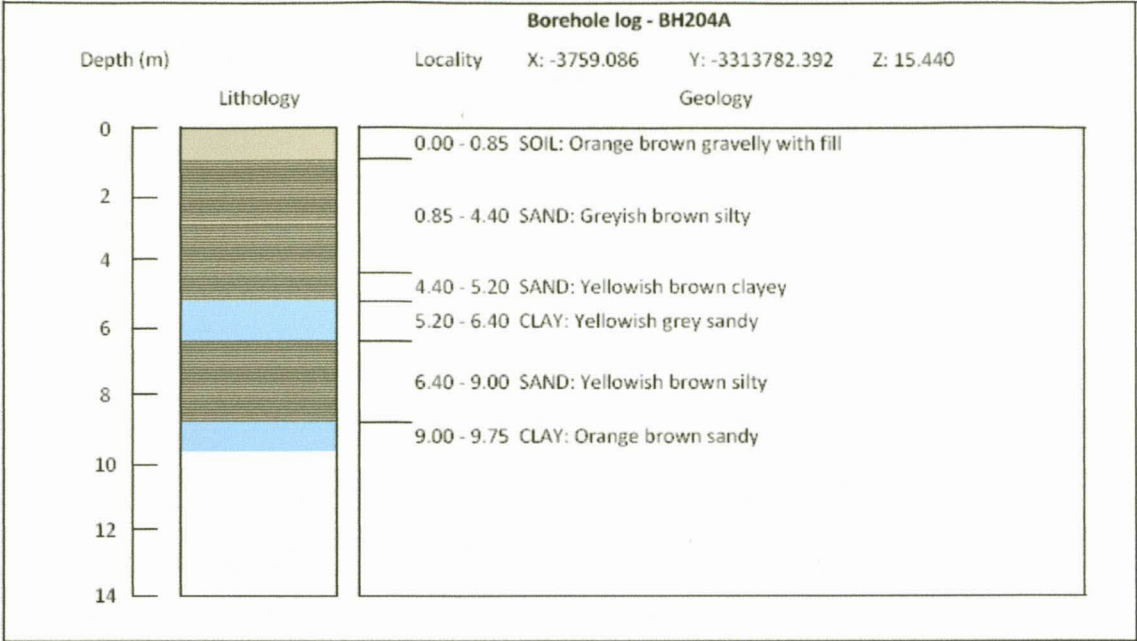 Borehole log - BH204A
Depth (m) Locality X: -3759.086 Y: -3313782.392 Z: 15.440
Lithology Geology
0
0.00 - 0.85 SOIL: Orange brown gravelly with fill
2
0.85 - 4.40 SAND: Greyish brown silty
4
4.40 - 5.20 SAND: Yellowish brown clayey
5.20 - 6.40 CLAY: Yellowish grey sandy
6
6.40 - 9.00 SAND: Yellowish brown silty
8
9.00 - 9.75 CLAY: Orange brown sandy
10
12
14